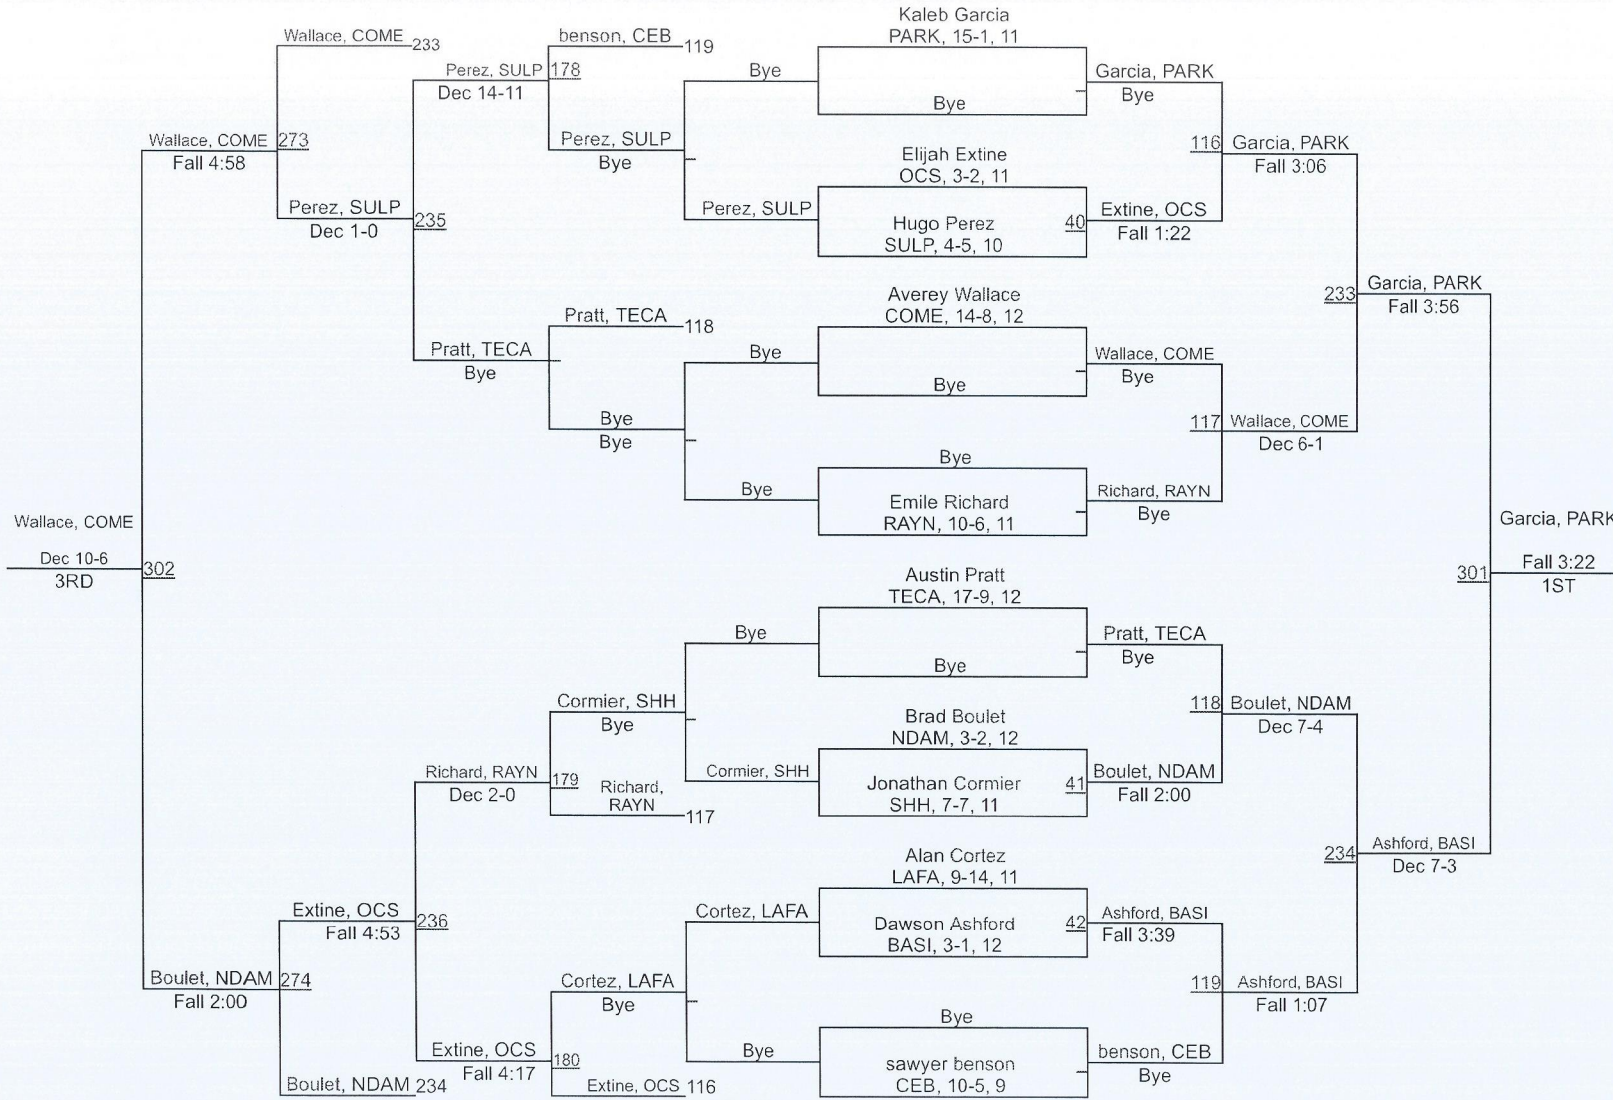 Kaleb Garcia
PARK, 15-1, 11
Bye
Elijah Extine
OCS, 3-2, 11
Hugo Perez
SULP, 4-5, 10
40
Averey Wallace
COME, 14-8, 12
Bye
Bye
Emile Richard
RAYN, 10-6, 11
Austin Pratt
TECA, 17-9, 12
Bye
Brad Boulet
NDAM, 3-2, 12
Jonathan Cormier
SHH, 7-7, 11
41
Alan Cortez
LAFA, 9-14, 11
Dawson Ashford
BASI, 3-1, 12
42
Bye
sawyer benson
CEB, 10-5, 9
Garcia, PARK
Bye
Extine, OCS
Fall 1:22
Wallace, COME
Bye
Richard, RAYN
Bye
Pratt, TECA
Bye
Boulet, NDAM
Fall 2:00
Ashford, BASI
Fall 3:39
benson, CEB
Bye
116
Garcia, PARK
Fall 3:06
117
Wallace, COME
Dec 6-1
118
Boulet, NDAM
Dec 7-4
119
Ashford, BASI
Fall 1:07
233
Garcia, PARK
Fall 3:56
234
Ashford, BASI
Dec 7-3
301
Garcia, PARK
Fall 3:22
1ST
Bye
Perez, SULP
Bye
Bye
Bye
Cormier, SHH
Cortez, LAFA
Bye
benson, CEB
119
Perez, SULP
Bye
Pratt, TECA
118
Bye
Bye
Cormier, SHH
Bye
Richard,
RAYN
117
Cortez, LAFA
Bye
Extine, OCS
116
Perez, SULP
178
Dec 14-11
Pratt, TECA
Bye
Richard, RAYN
179
Dec 2-0
Extine, OCS
180
Fall 4:17
Wallace, COME
233
Perez, SULP
235
Dec 1-0
Extine, OCS
236
Fall 4:53
Boulet, NDAM
234
Wallace, COME
273
Fall 4:58
Boulet, NDAM
274
Fall 2:00
Wallace, COME
Dec 10-6
302
3RD